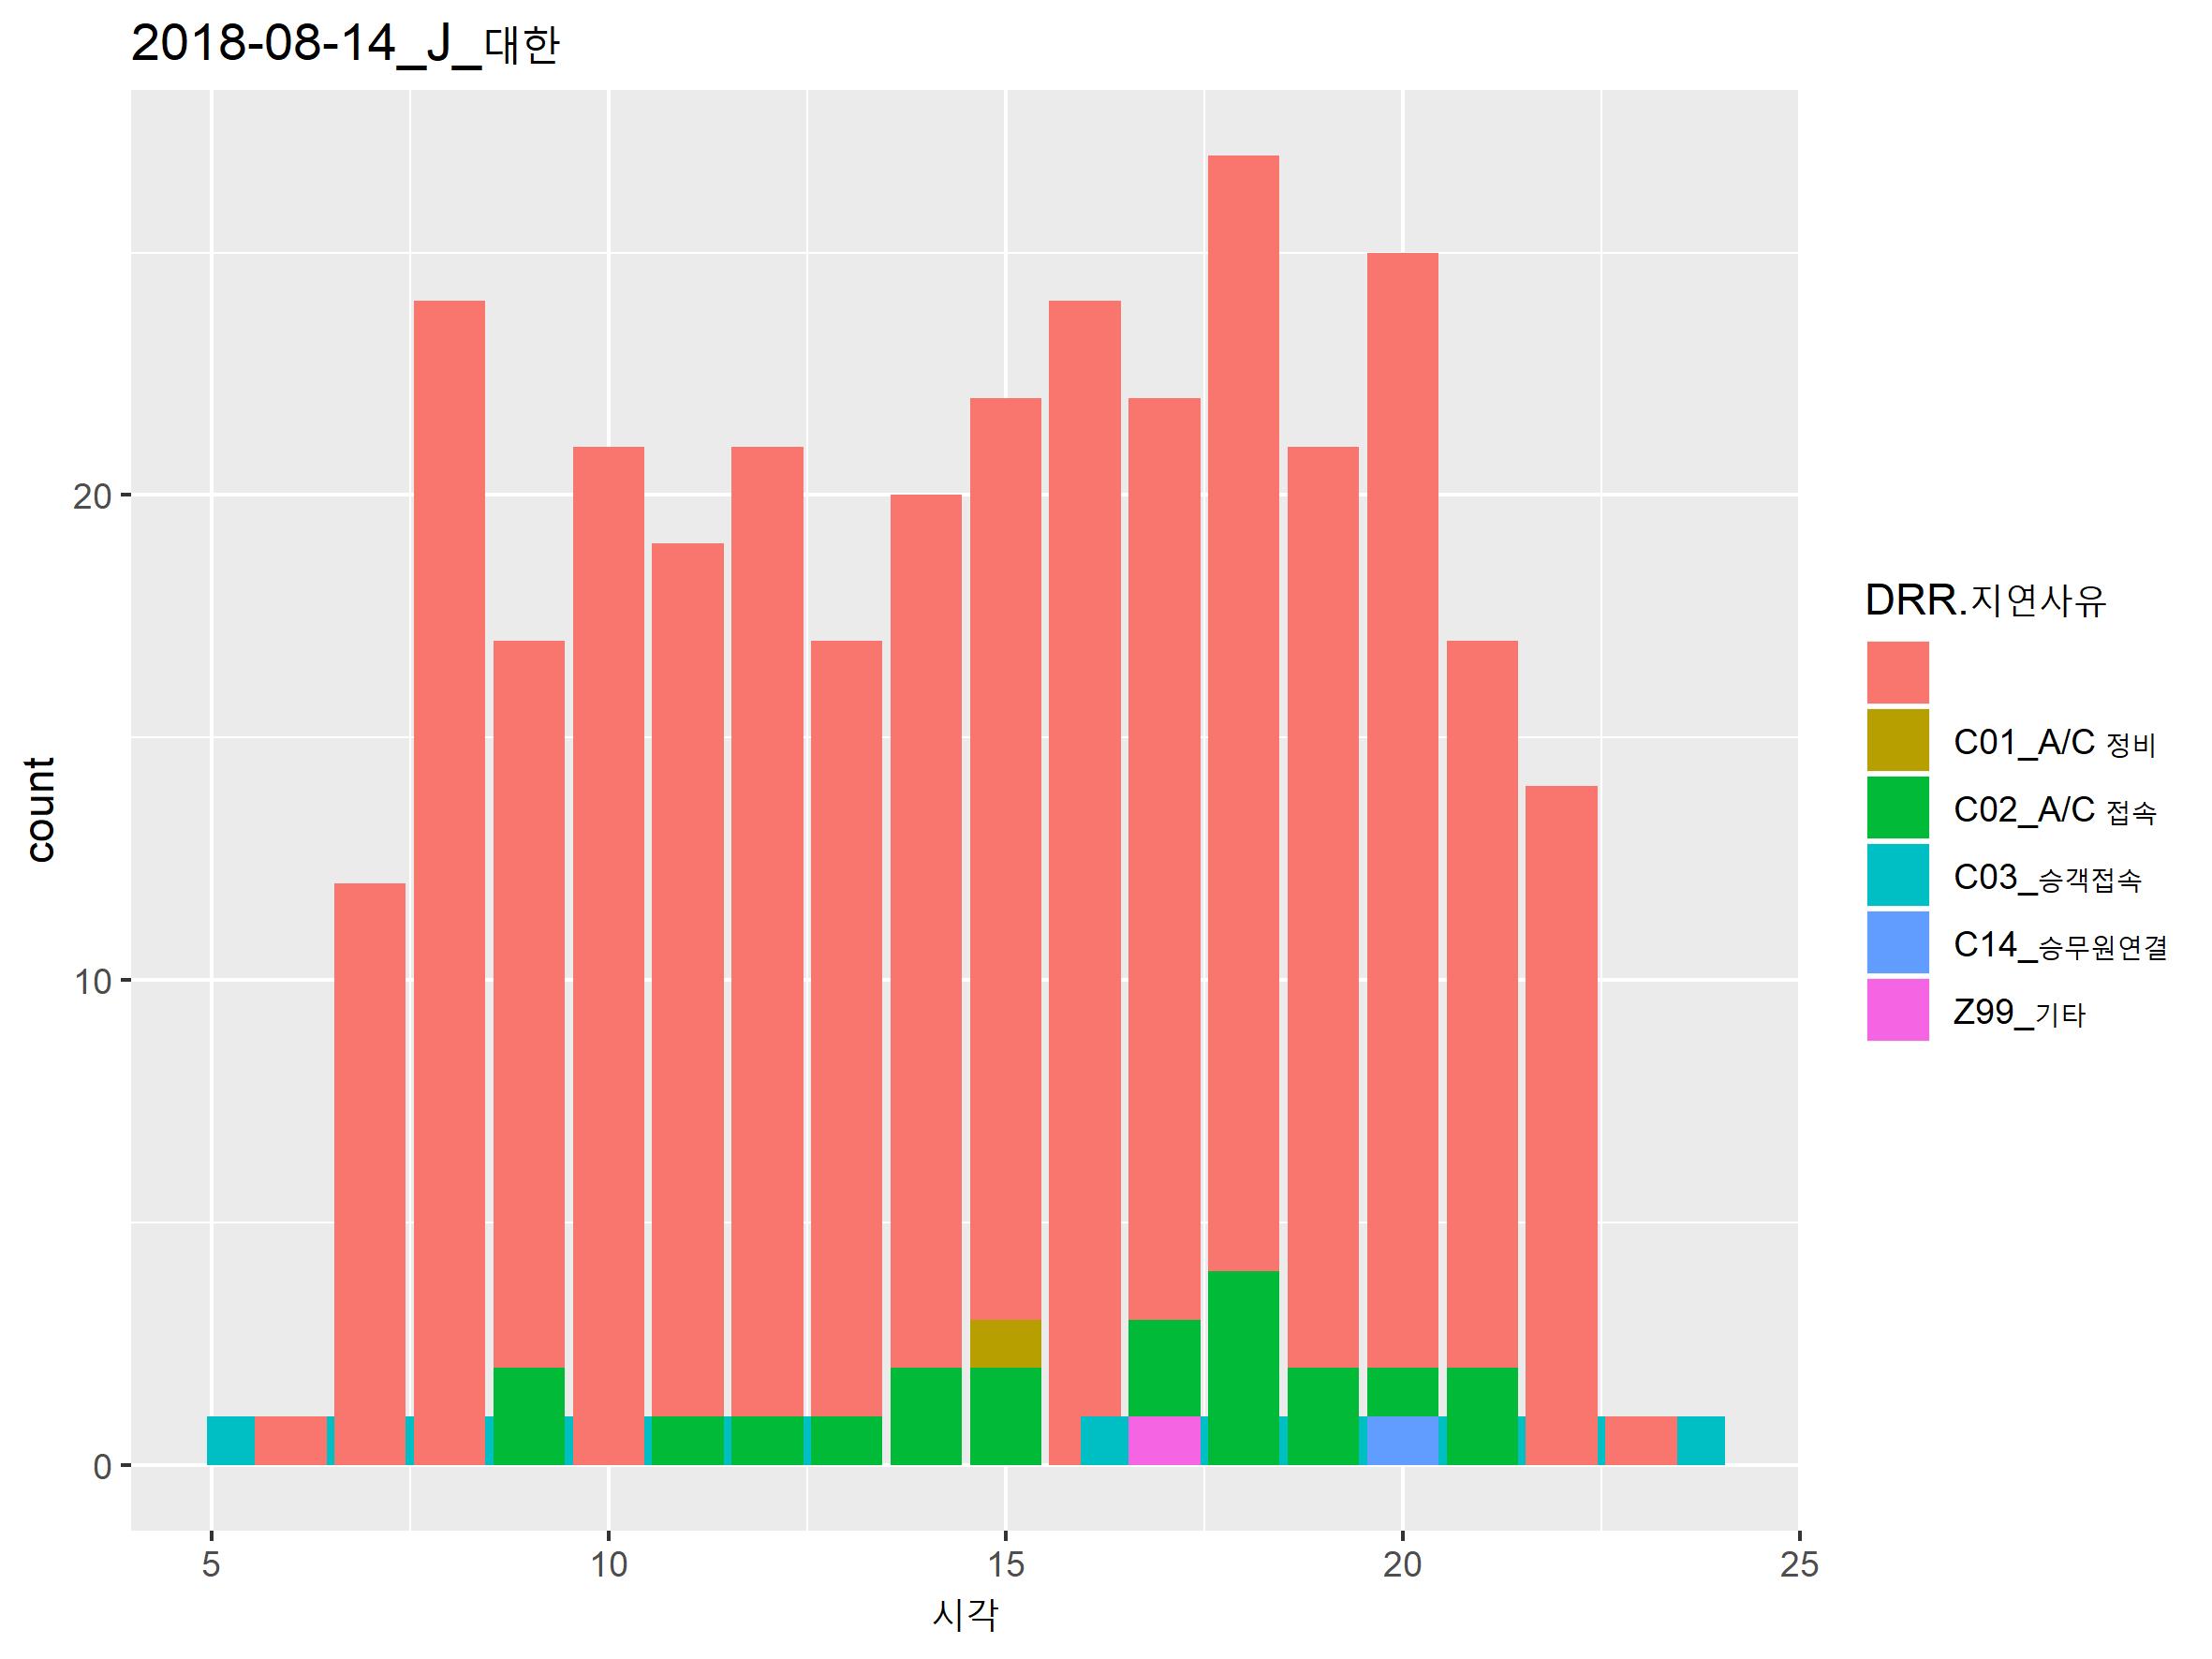 2018-08-14_J_대한
20
10
0
count
5 10 15 20 25
시각
DRR.지연사유
C01_A/C 정비
C02_A/C 접속
C03_승객접속
C14_승무원연결
Z99_기타